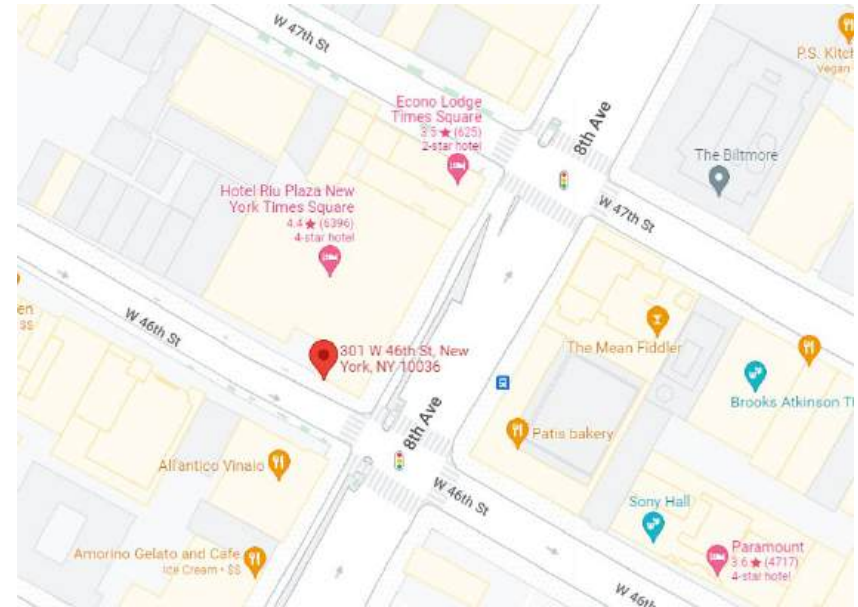 W 47th St
P.S. Kitch
Vegan
Econo Lodge
Times Square
3.5★ (625)
2-star hotel
8th Ave
The Biltmore
Hotel Riu Plaza New
York Times Square
4.4★ (6396)
4-star hotel
W 47th St
en
$$
W 46th St
301 W 46th St, New
York, NY 10036
The Mean Fiddler
Brooks Atkinson Th
8th Ave
Patis bakery
All'antico Vinaio
W 46th St
Sony Hall
Amorino Gelato and Cafe
Ice Cream • $$
Paramount
3.6★ (4717)
4-star hotel
W 46th